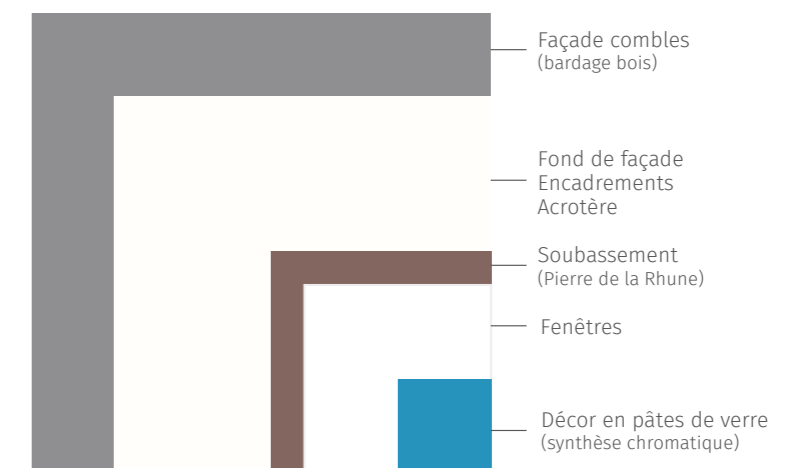 Façade combles
(bardage bois)
Fond de façade
Encadrements
Acrotère
Soubassement
(Pierre de la Rhune)
Fenêtres
Décor en pâtes de verre
(synthèse chromatique)